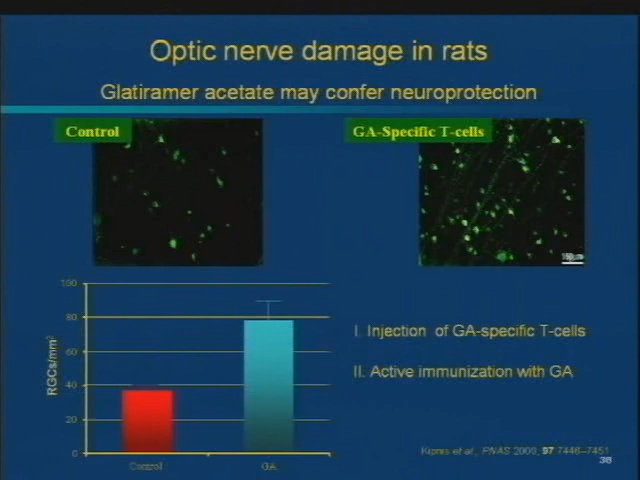 Optic nerve damage in rats
Glatiramer acetate may confer neuroprotection
Control
GA-Specific T-cells
100
80
60
40
20
0
RGCs/mm²
Control
GA
I. Injection of GA-specific T-cells
II. Active immunization with GA
Kipnis et al., PNAS 2000; 97:7446–7451